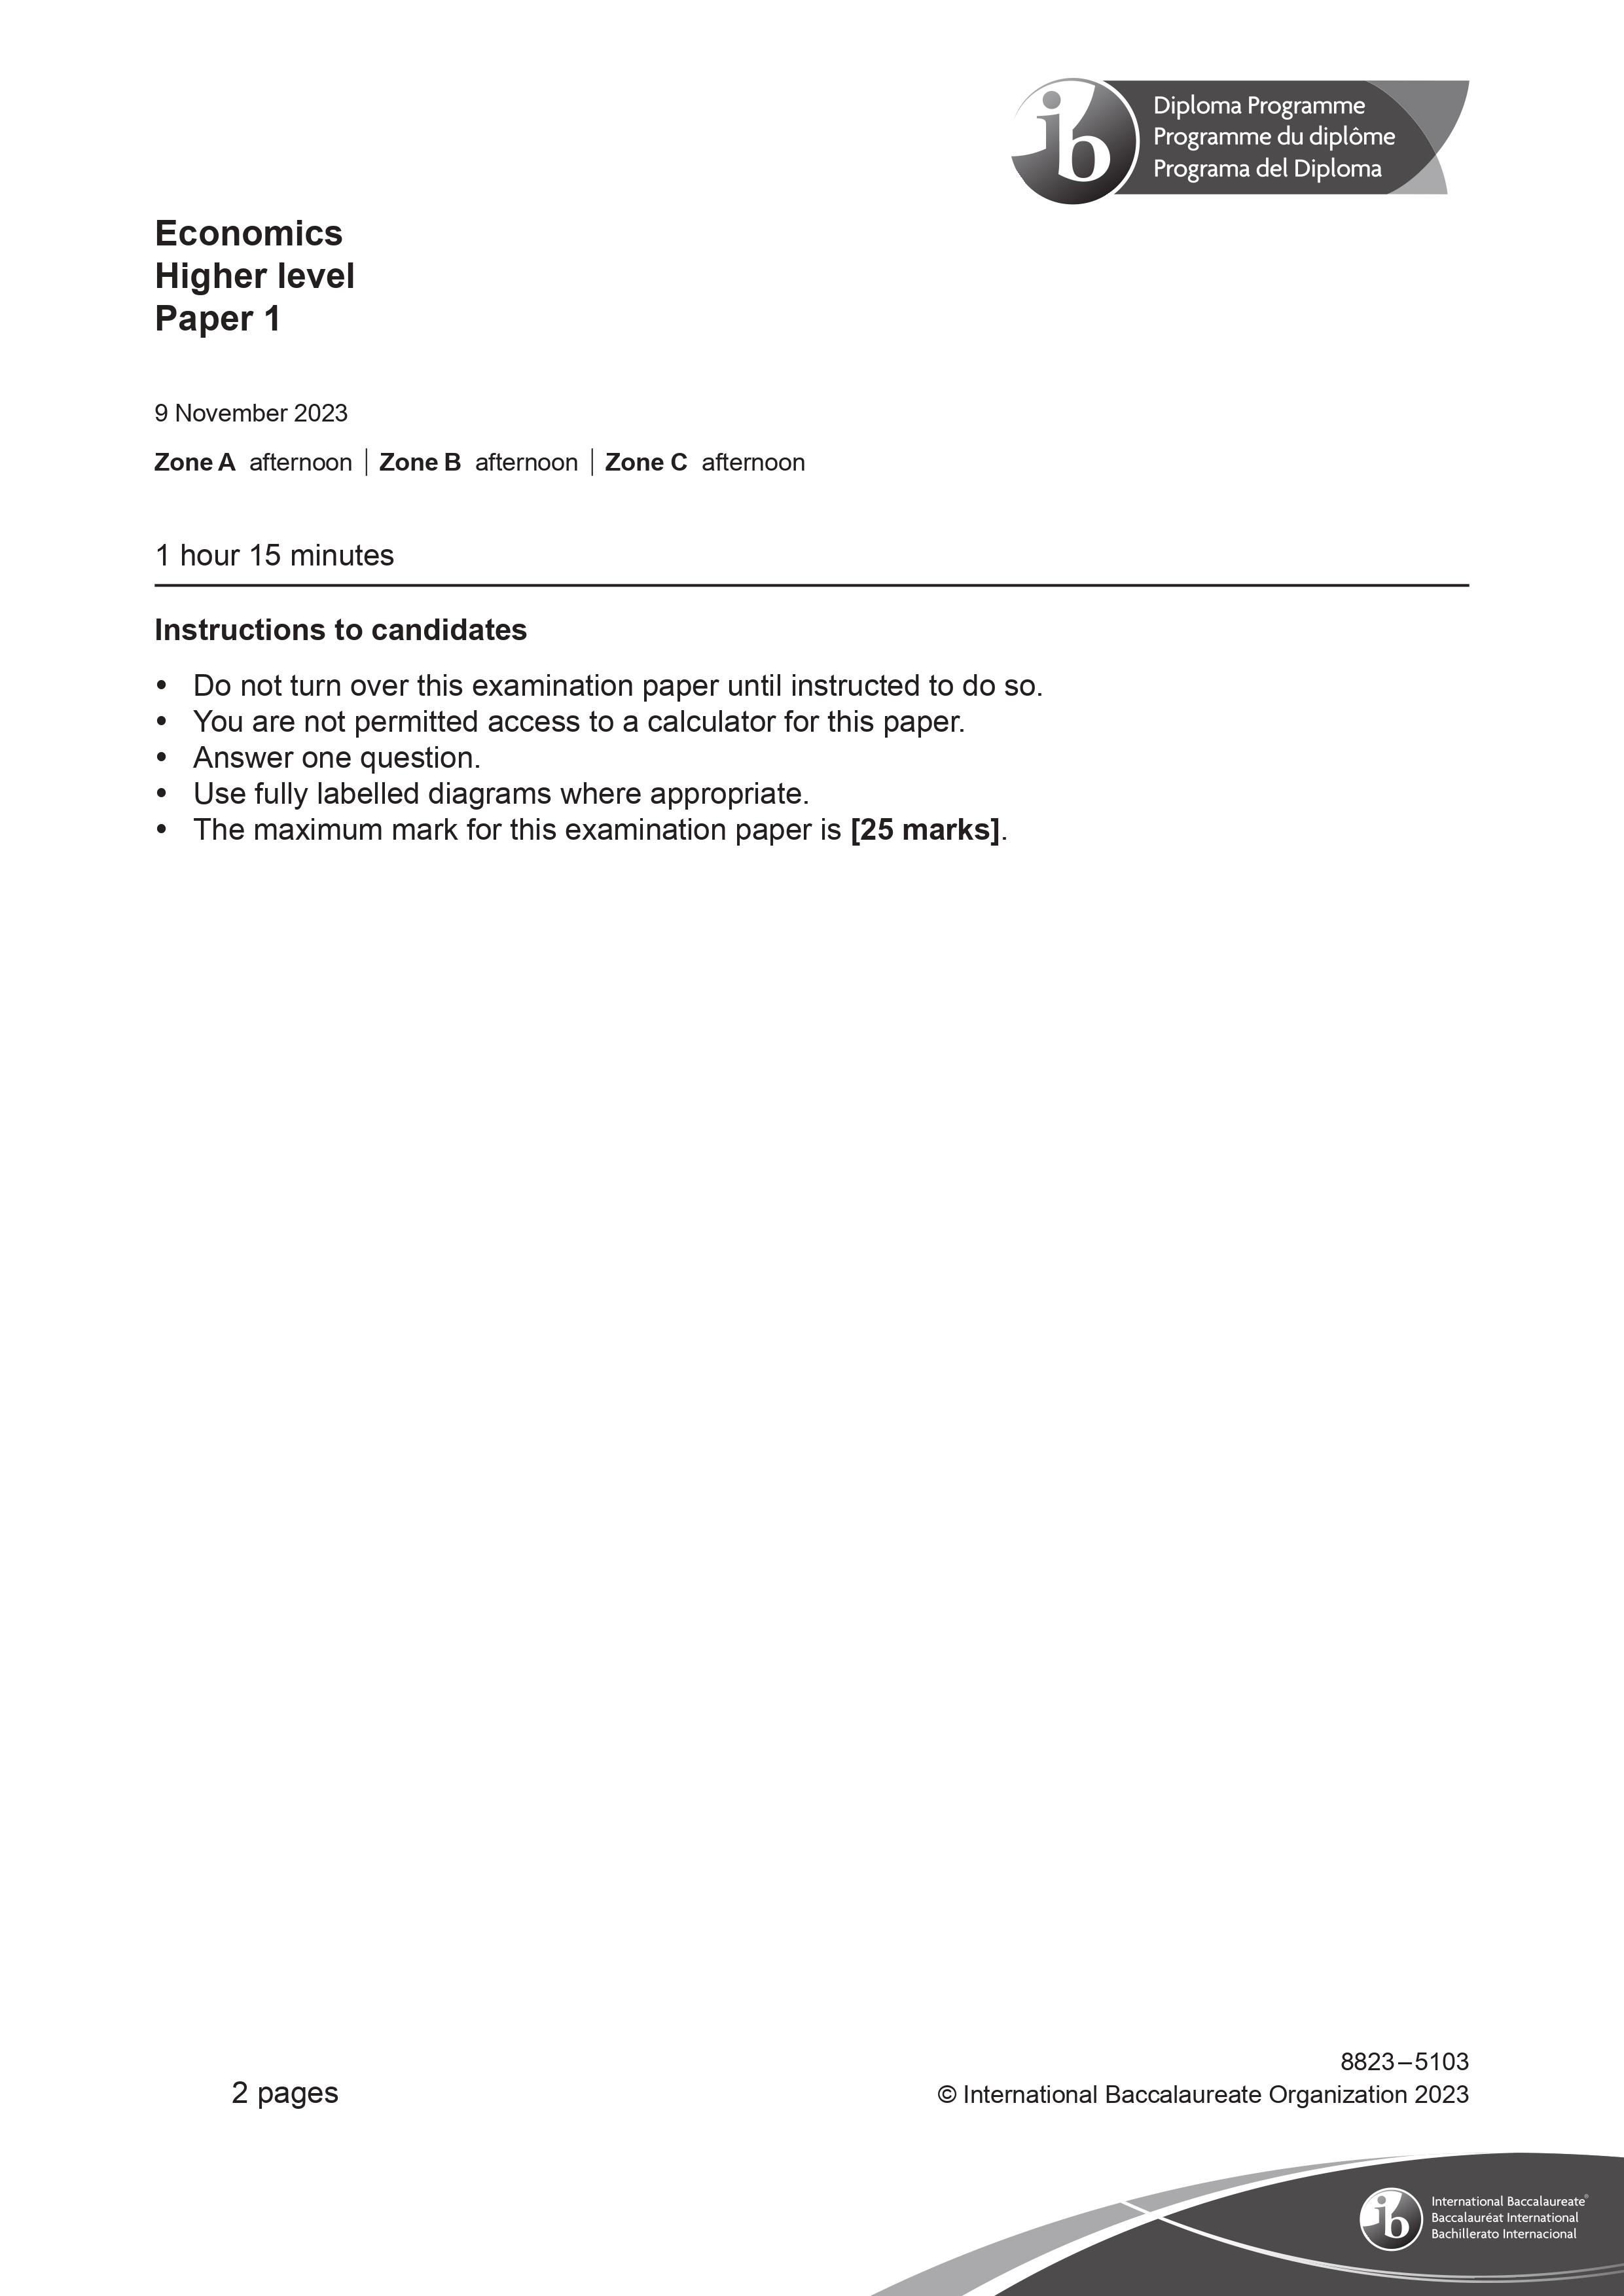 Diploma Programme
Programme du diplôme
Programa del Diploma
Economics
Higher level
Paper 1
9 November 2023
Zone A afternoon | Zone B afternoon | Zone C afternoon
1 hour 15 minutes
Instructions to candidates
• Do not turn over this examination paper until instructed to do so.
• You are not permitted access to a calculator for this paper.
• Answer one question.
• Use fully labelled diagrams where appropriate.
• The maximum mark for this examination paper is [25 marks].
8823–5103
2 pages
© International Baccalaureate Organization 2023
ib
International Baccalaureate®
Baccalauréat International
Bachillerato Internacional